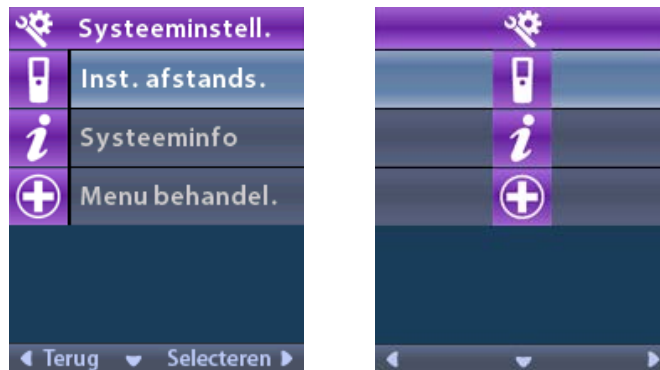 Systeeminstell.
Inst. afstands.
Systeeminfo
Menu behandel.
Terug Selecteren